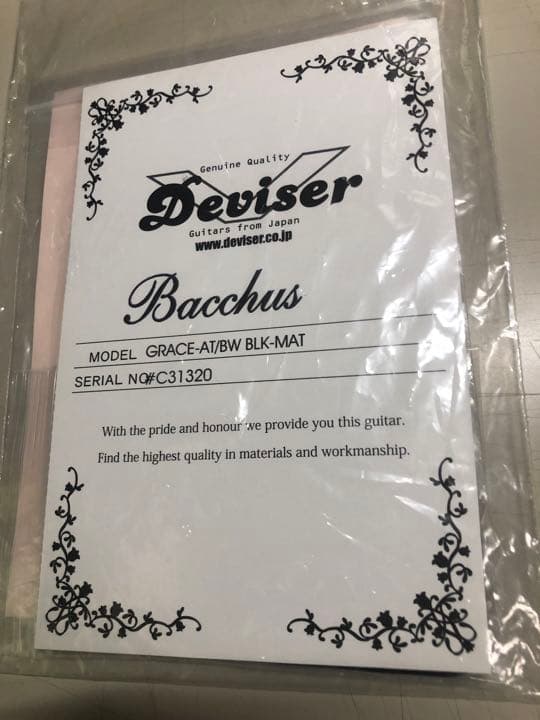 Genuine Quality
Deviser
Guitars from Japan
www.deviser.co.jp
Bacchus
MODEL GRACE-AT/BW BLK-MAT
SERIAL NO#C31320
With the pride and honour we provide you this guitar.
Find the highest quality in materials and workmanship.